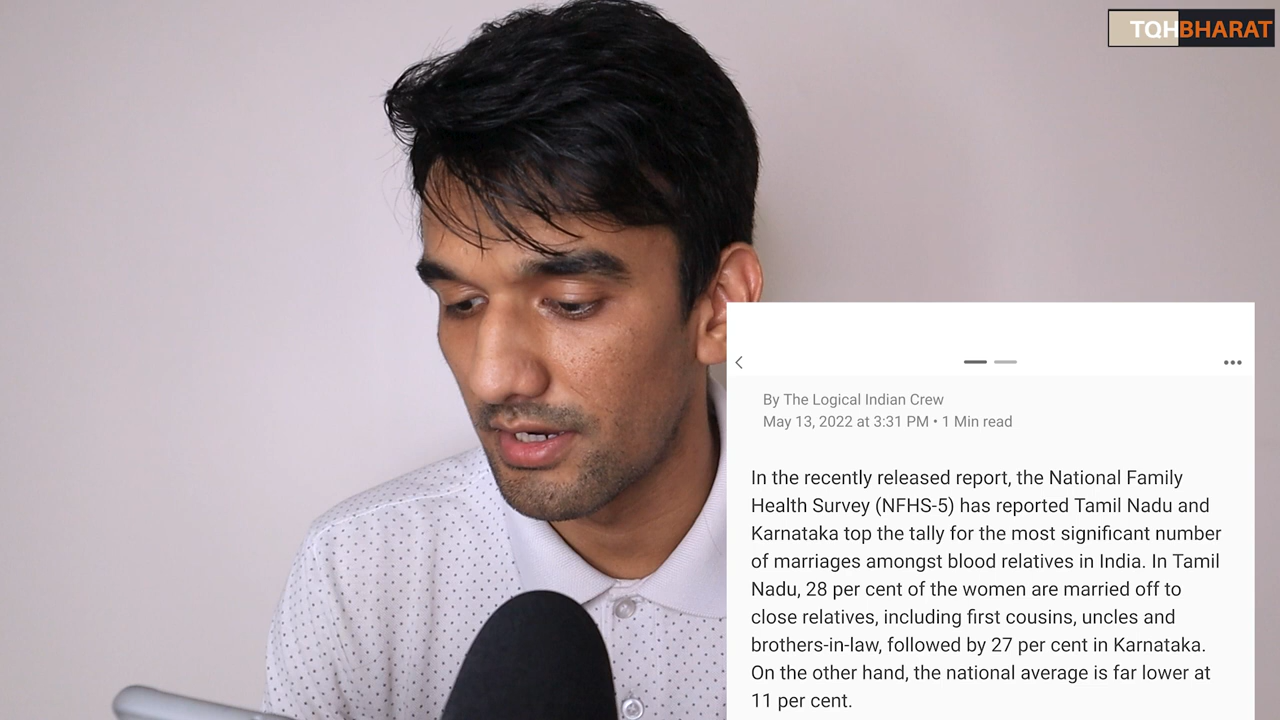 TQHBHARAT
By The Logical Indian Crew
May 13, 2022 at 3:31 PM • 1 Min read
In the recently released report, the National Family
Health Survey (NFHS-5) has reported Tamil Nadu and
Karnataka top the tally for the most significant number
of marriages amongst blood relatives in India. In Tamil
Nadu, 28 per cent of the women are married off to
close relatives, including first cousins, uncles and
brothers-in-law, followed by 27 per cent in Karnataka.
On the other hand, the national average is far lower at
11 per cent.